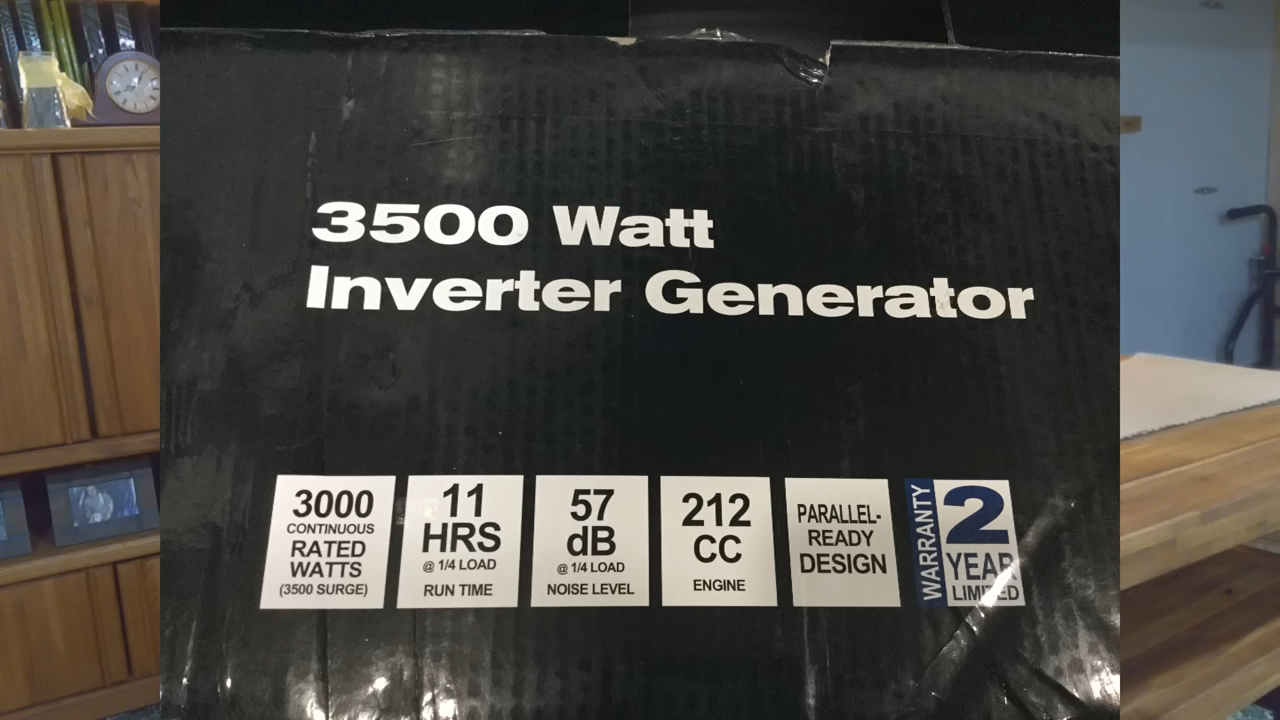 3500 Watt
Inverter Generator
3000
CONTINUOUS
RATED
WATTS
(3500 SURGE)
11
HRS
@ 1/4 LOAD
RUN TIME
57
dB
@ 1/4 LOAD
NOISE LEVEL
212
CC
ENGINE
PARALLEL-
READY
DESIGN
WARRANTY
2
YEAR
LIMITED